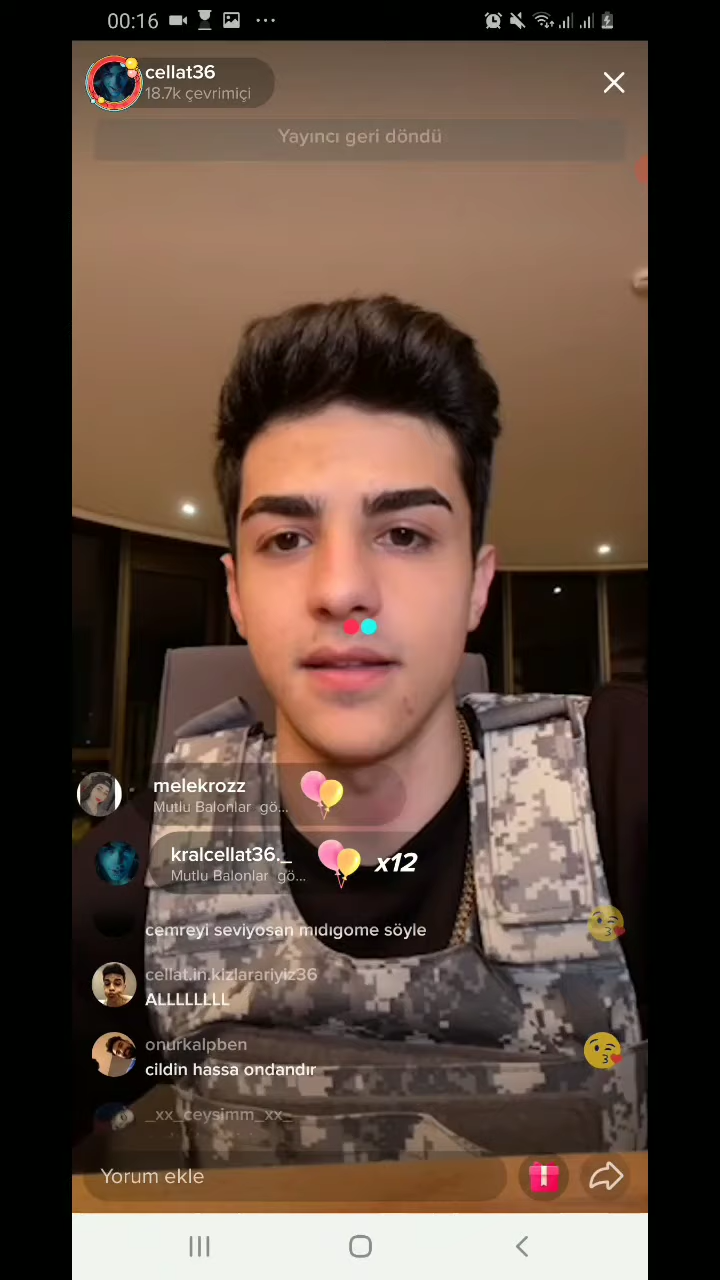 00:16
cellat36
18.7k çevrimiçi
Yayıncı geri döndü
melekrozz
Mutlu Balonlar gö...
kralcellat36._
Mutlu Balonlar gö...
x12
cemreyi seviyosan mıdıgome söyle
cellat.in.kizlarariyiz36
ALLLLLLLL
onurkalpben
cildin hassa ondandır
_xx_ceysimm_xx_
Yorum ekle